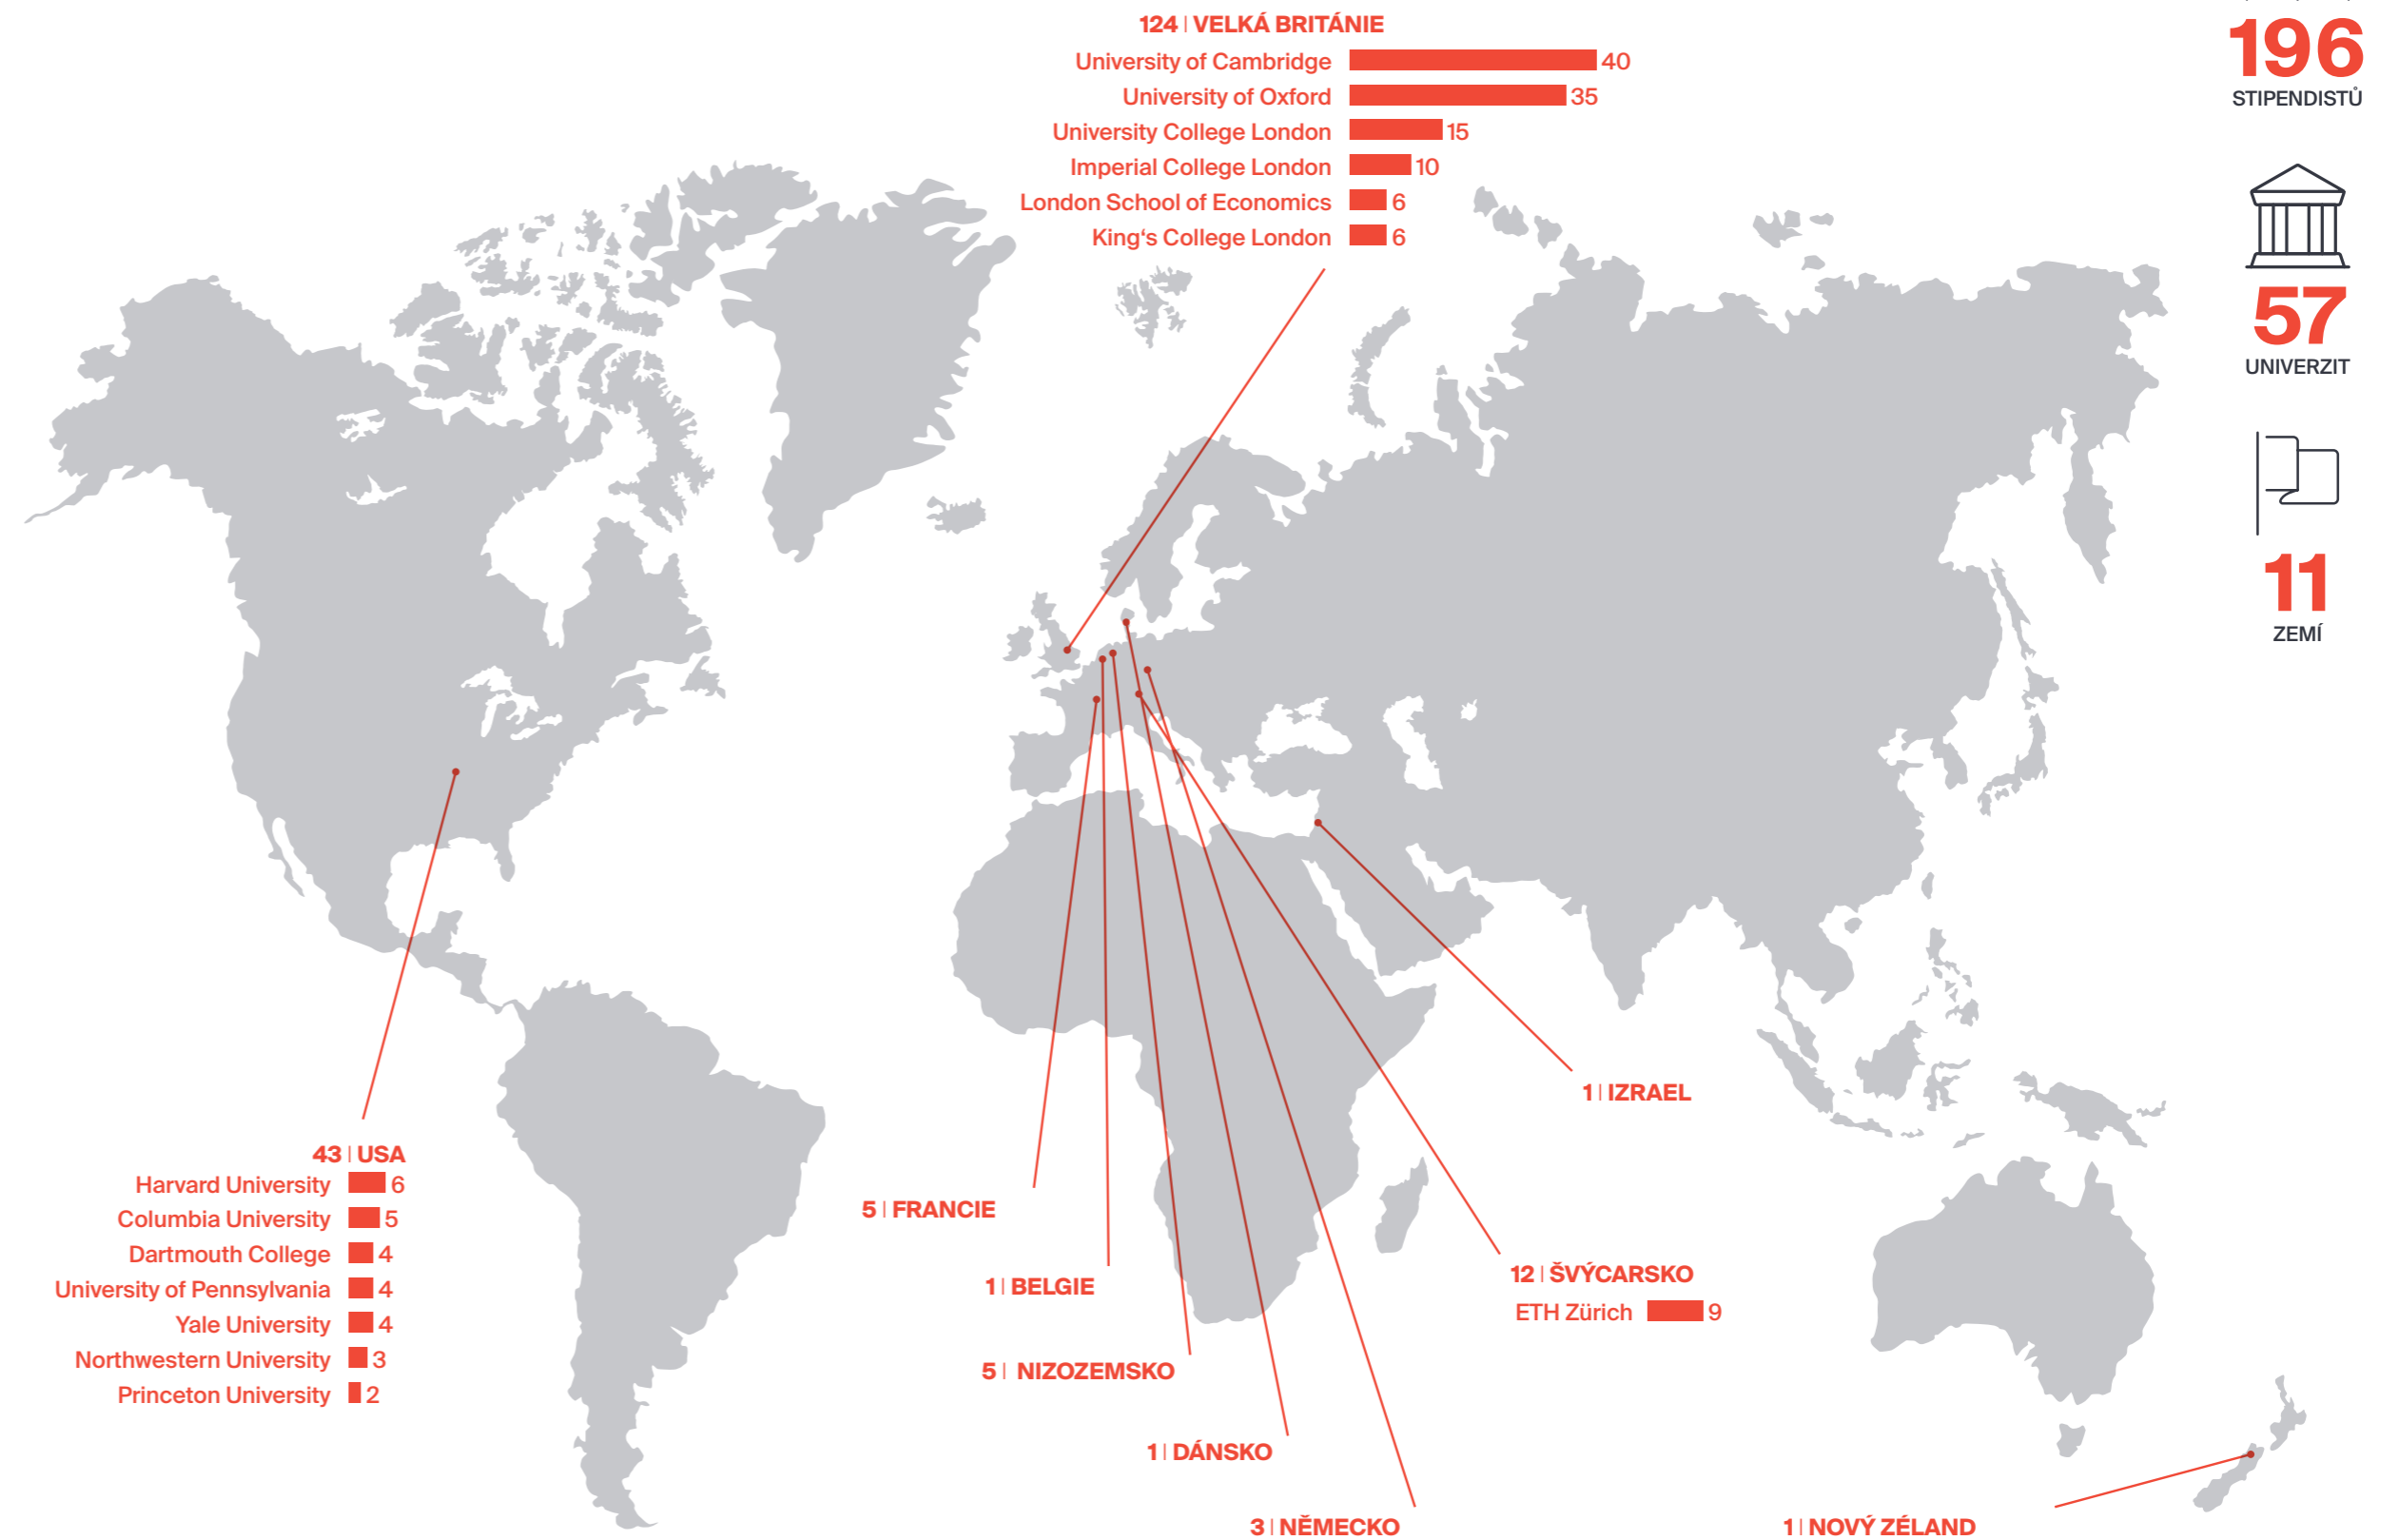 124 | VELKÁ BRITÁNIE
University of Cambridge 40
University of Oxford 35
University College London 15
Imperial College London 10
London School of Economics 6
King‘s College London 6
196
STIPENDISTŮ
57
UNIVERZIT
11
ZEMÍ
43 | USA
Harvard University 6
Columbia University 5
Dartmouth College 4
University of Pennsylvania 4
Yale University 4
Northwestern University 3
Princeton University 2
5 | FRANCIE
1 | BELGIE
5 | NIZOZEMSKO
1 | DÁNSKO
3 | NĚMECKO
1 | IZRAEL
12 | ŠVÝCARSKO
ETH Zürich 9
1 | NOVÝ ZÉLAND